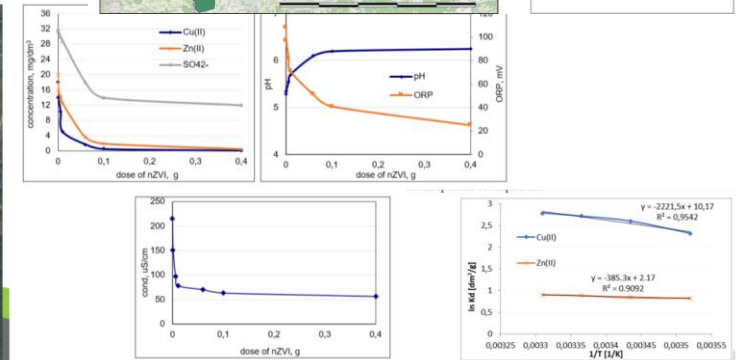 36
32
28
24
20
16
12
8
4
0
concentration, mg/dm³
Cu(II)
Zn(II)
SO42-
0 0,1 0,2 0,3 0,4
dose of nZVI, g
7
6
5
4
pH
pH
ORP
120
100
80
60
40
20
0
ORP, mV
0 0,1 0,2 0,3 0,4
dose of nZVI, g
250
200
150
100
50
0
cond, uS/cm
0 0,1 0,2 0,3 0,4
dose of nZVI, g
3
2,5
2
1,5
1
0,5
0
ln Kd [dm³/g]
y = -2221,5x + 10,17
R² = 0,9542
Cu(II)
Zn(II)
y = -385.3x + 2.17
R² = 0.9092
0,00325 0,0033 0,00335 0,0034 0,00345 0,0035 0,00355
1/T [1/K]